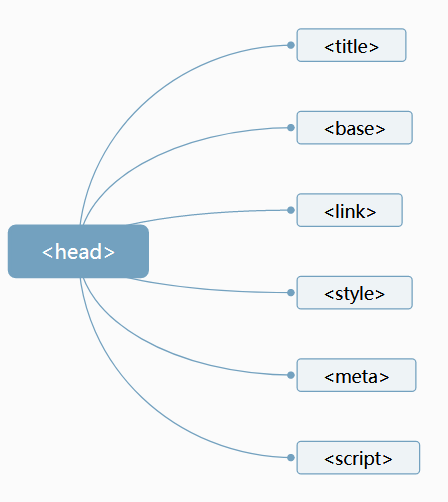 <title>
<base>
<link>
<head>
<style>
<meta>
<script>